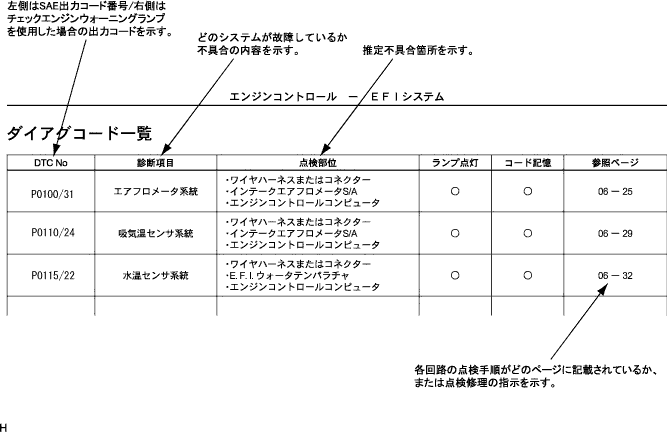 左側はSAE出力コード番号/右側は
チェックエンジンウォーニングランプ
を使用した場合の出力コードを示す。
どのシステムが故障しているか
不具合の内容を示す。
推定不具合箇所を示す。
エンジンコントロール － EFIシステム
ダイアグコード一覧
DTC No 診断項目 点検部位 ランプ点灯 コード記憶 参照ページ
P0100/31 エアフロメータ系統 ・ワイヤハーネスまたはコネクター
・インテークエアフロメータS/A
・エンジンコントロールコンピュータ ○ ○ 06－25
P0110/24 吸気温センサ系統 ・ワイヤハーネスまたはコネクター
・インテークエアフロメータS/A
・エンジンコントロールコンピュータ ○ ○ 06－29
P0115/22 水温センサ系統 ・ワイヤハーネスまたはコネクター
・E.F.I.ウォータテンパラチャ
・エンジンコントロールコンピュータ ○ ○ 06－32
各回路の点検手順がどのページに記載されているか、
または点検修理の指示を示す。
H